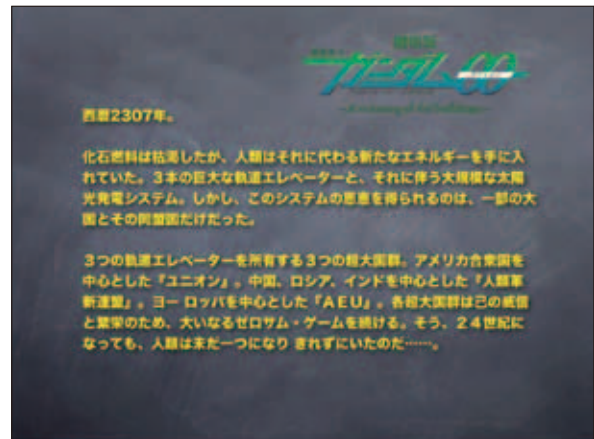 劇場版
機動戦士
ガンダム00
-A wakening of the Trailblazer-
西暦2307年。
化石燃料は枯渇したが、人類はそれに代わる新たなエネルギーを手に入
れていた。3本の巨大な軌道エレベーターと、それに伴う大規模な太陽
光発電システム。しかし、このシステムの恩恵を得られるのは、一部の大
国とその同盟国だけだった。
3つの軌道エレベーターを所有する3つの超大国群。アメリカ合衆国を
中心とした『ユニオン』。中国、ロシア、インドを中心とした『人類革
新連盟』。ヨー ロッパを中心とした『AEU』。各超大国群は己の威信
と繁栄のため、大いなるゼロサム・ゲームを続ける。そう、24世紀に
なっても、人類は未だ一つになり きれずにいたのだ……。